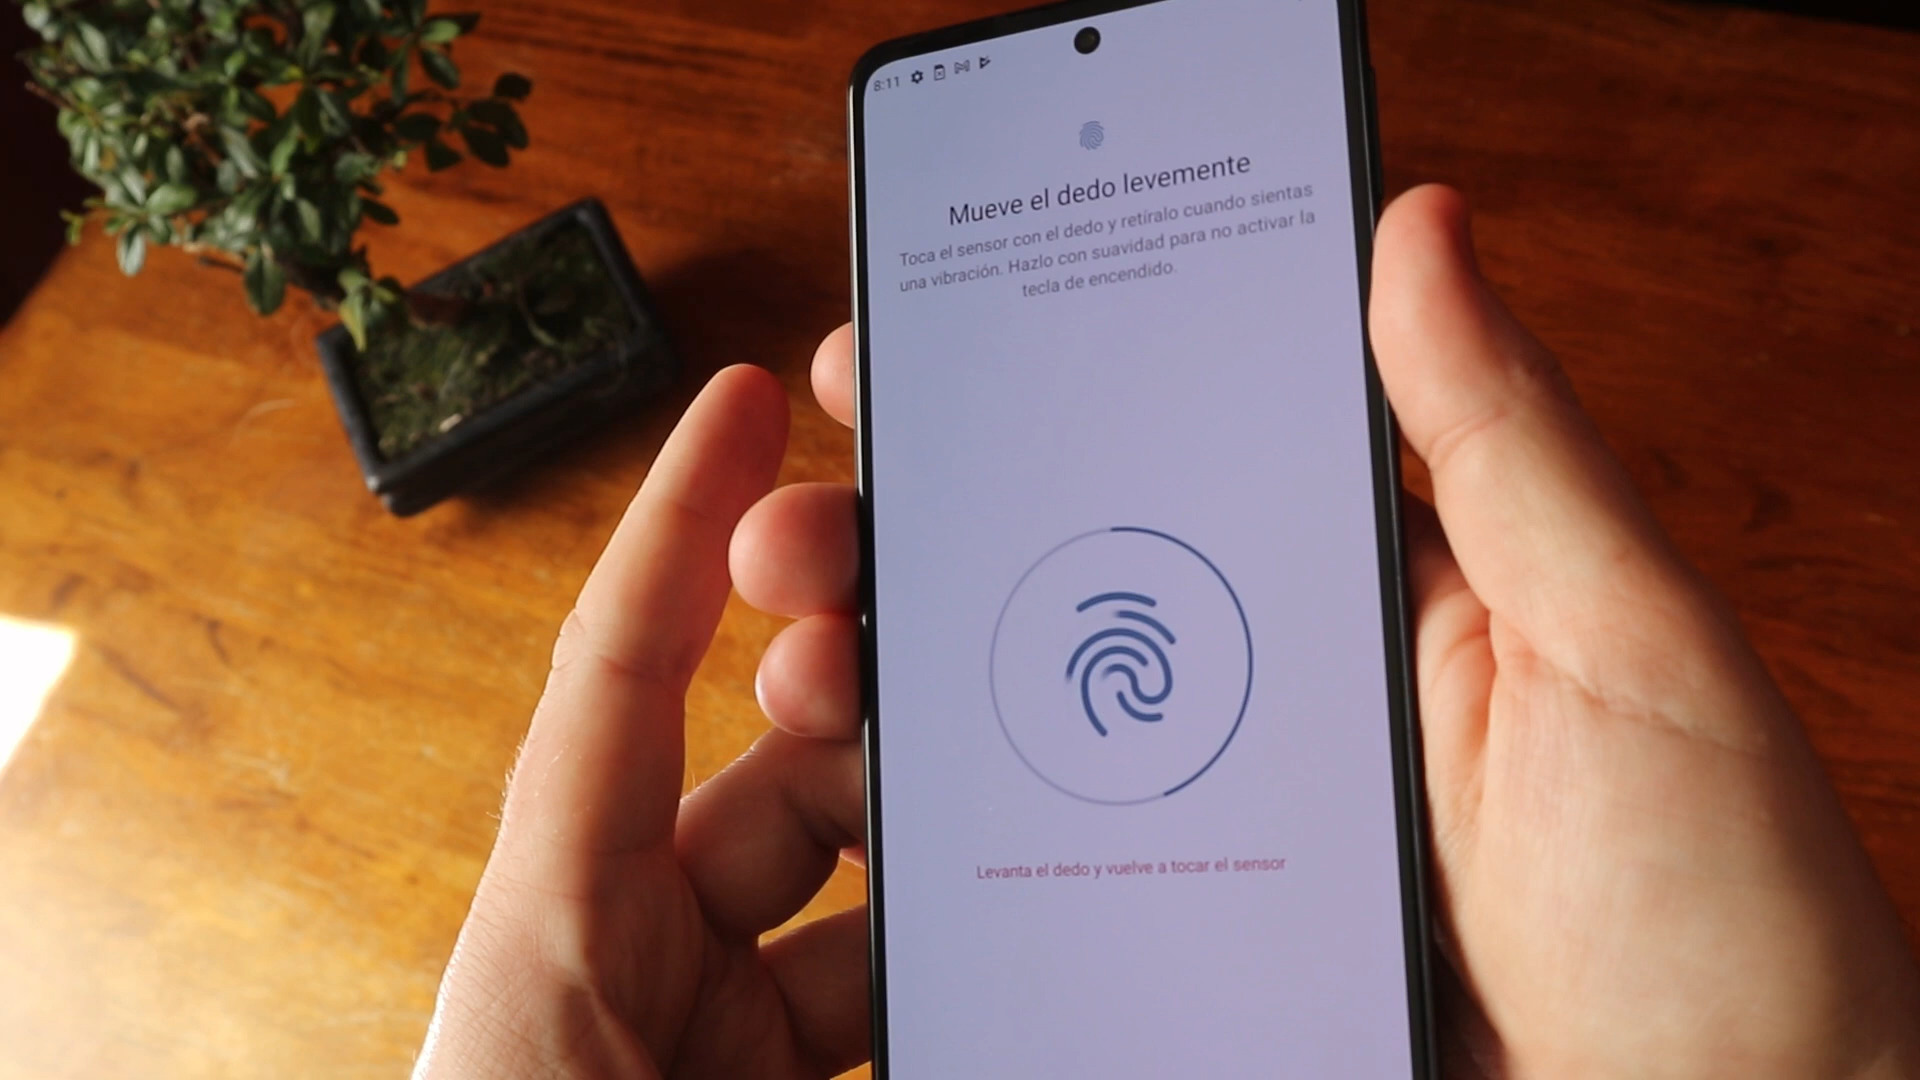 8:11
Mueve el dedo levemente
Toca el sensor con el dedo y retíralo cuando sientas
una vibración. Hazlo con suavidad para no activar la
tecla de encendido.
Levanta el dedo y vuelve a tocar el sensor